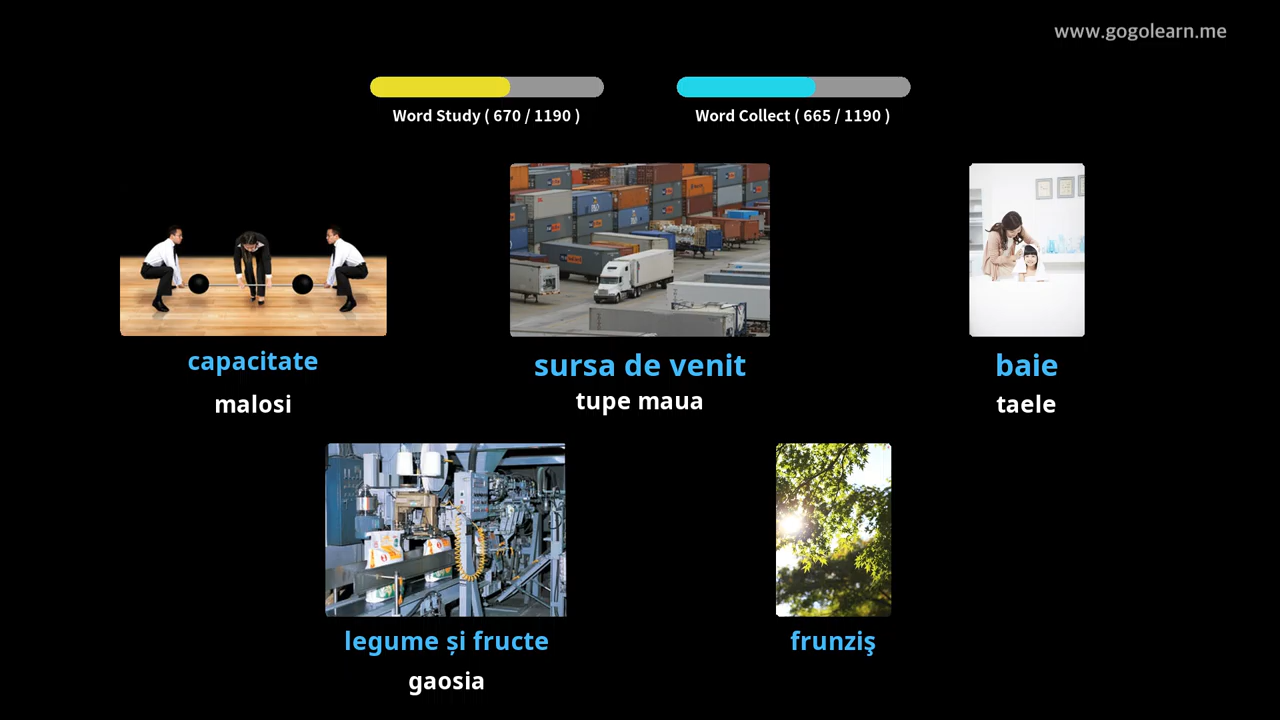 www.gogolearn.me
Word Study ( 670 / 1190 )
Word Collect ( 665 / 1190 )
capacitate
malosi
sursa de venit
tupe maua
baie
taele
legume și fructe
gaosia
frunziş